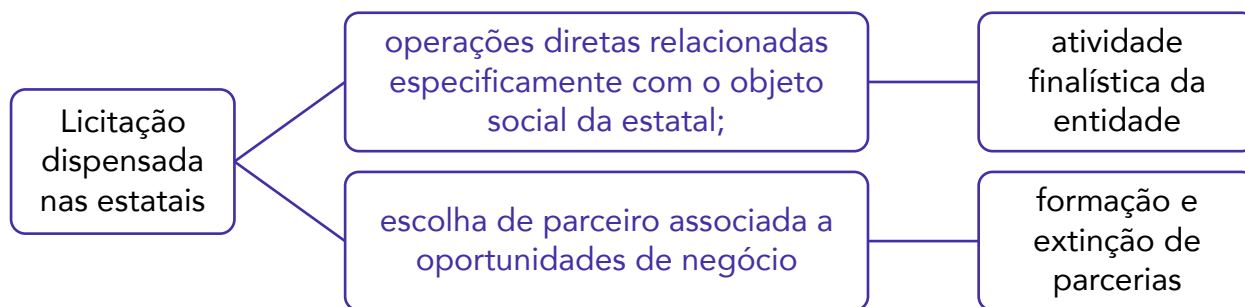 Licitação
dispensada
nas estatais
operações diretas relacionadas
especificamente com o objeto
social da estatal;
atividade
finalística da
entidade
escolha de parceiro associada a
oportunidades de negócio
formação e
extinção de
parcerias